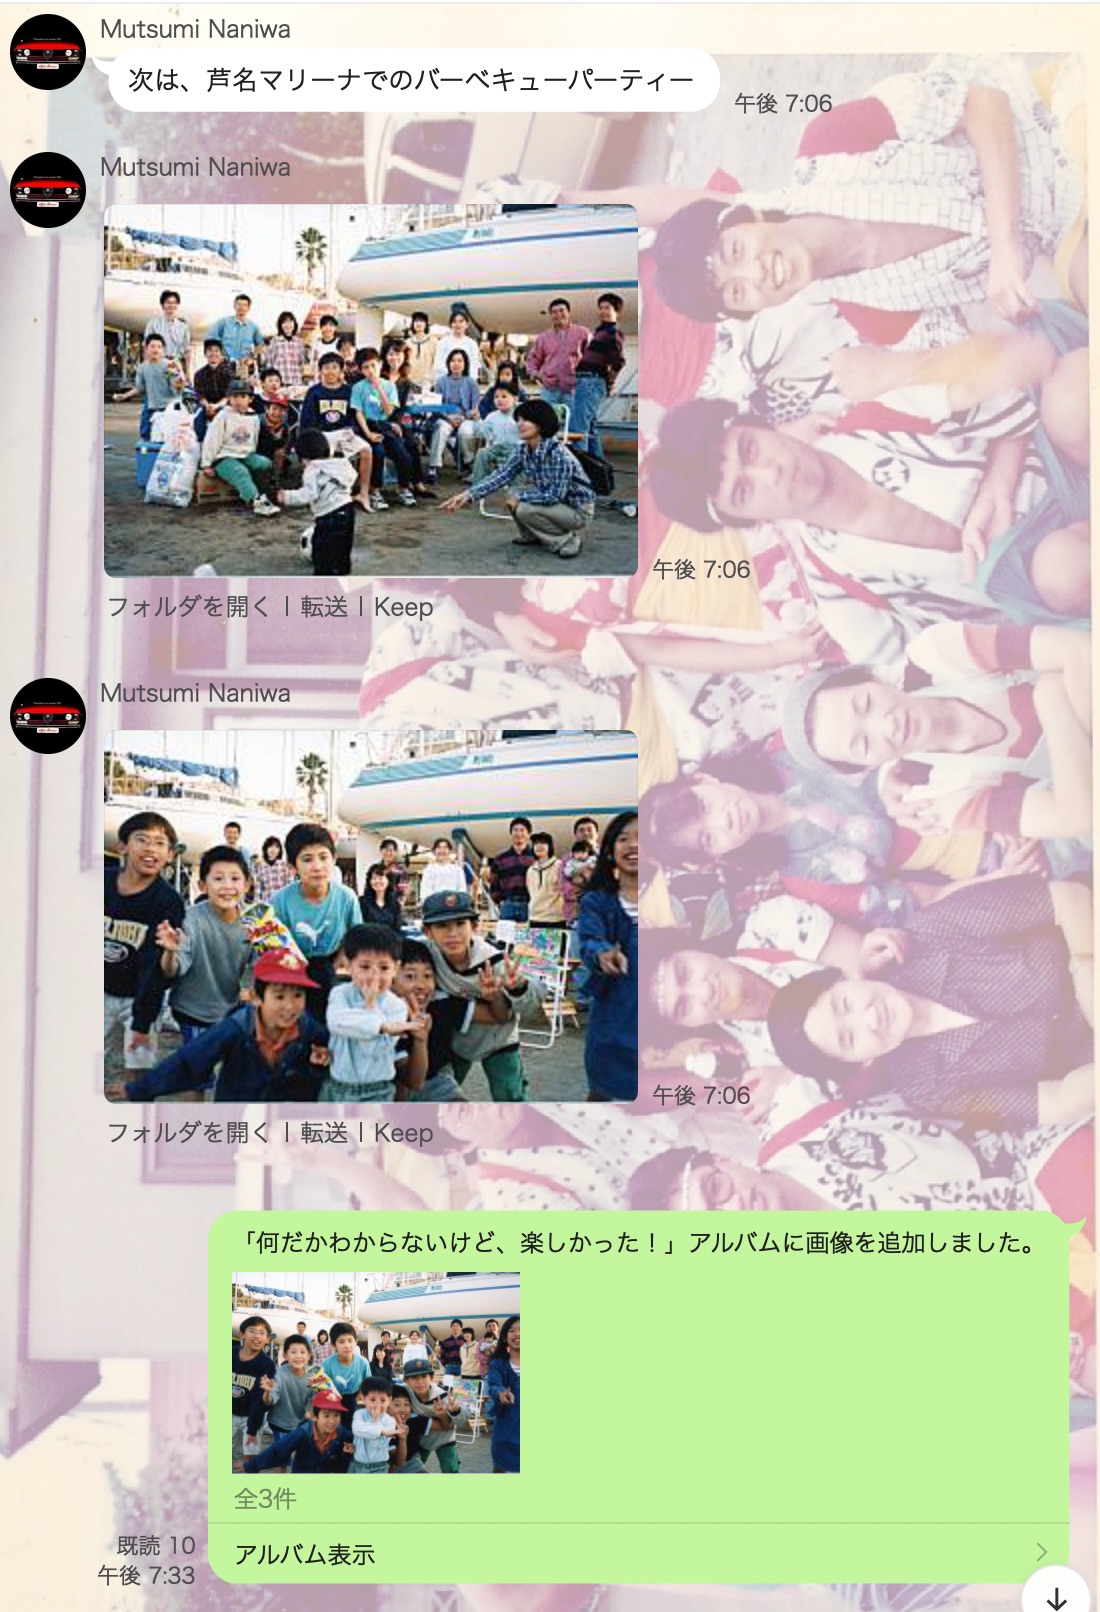 Mutsumi Naniwa
次は、芦名マリーナでのバーベキューパーティー
午後 7:06
Mutsumi Naniwa
午後 7:06
フォルダを開く | 転送 | Keep
Mutsumi Naniwa
午後 7:06
フォルダを開く | 転送 | Keep
「何だかわからないけど、楽しかった！」アルバムに画像を追加しました。
全3件
既読 10
午後 7:33
アルバム表示